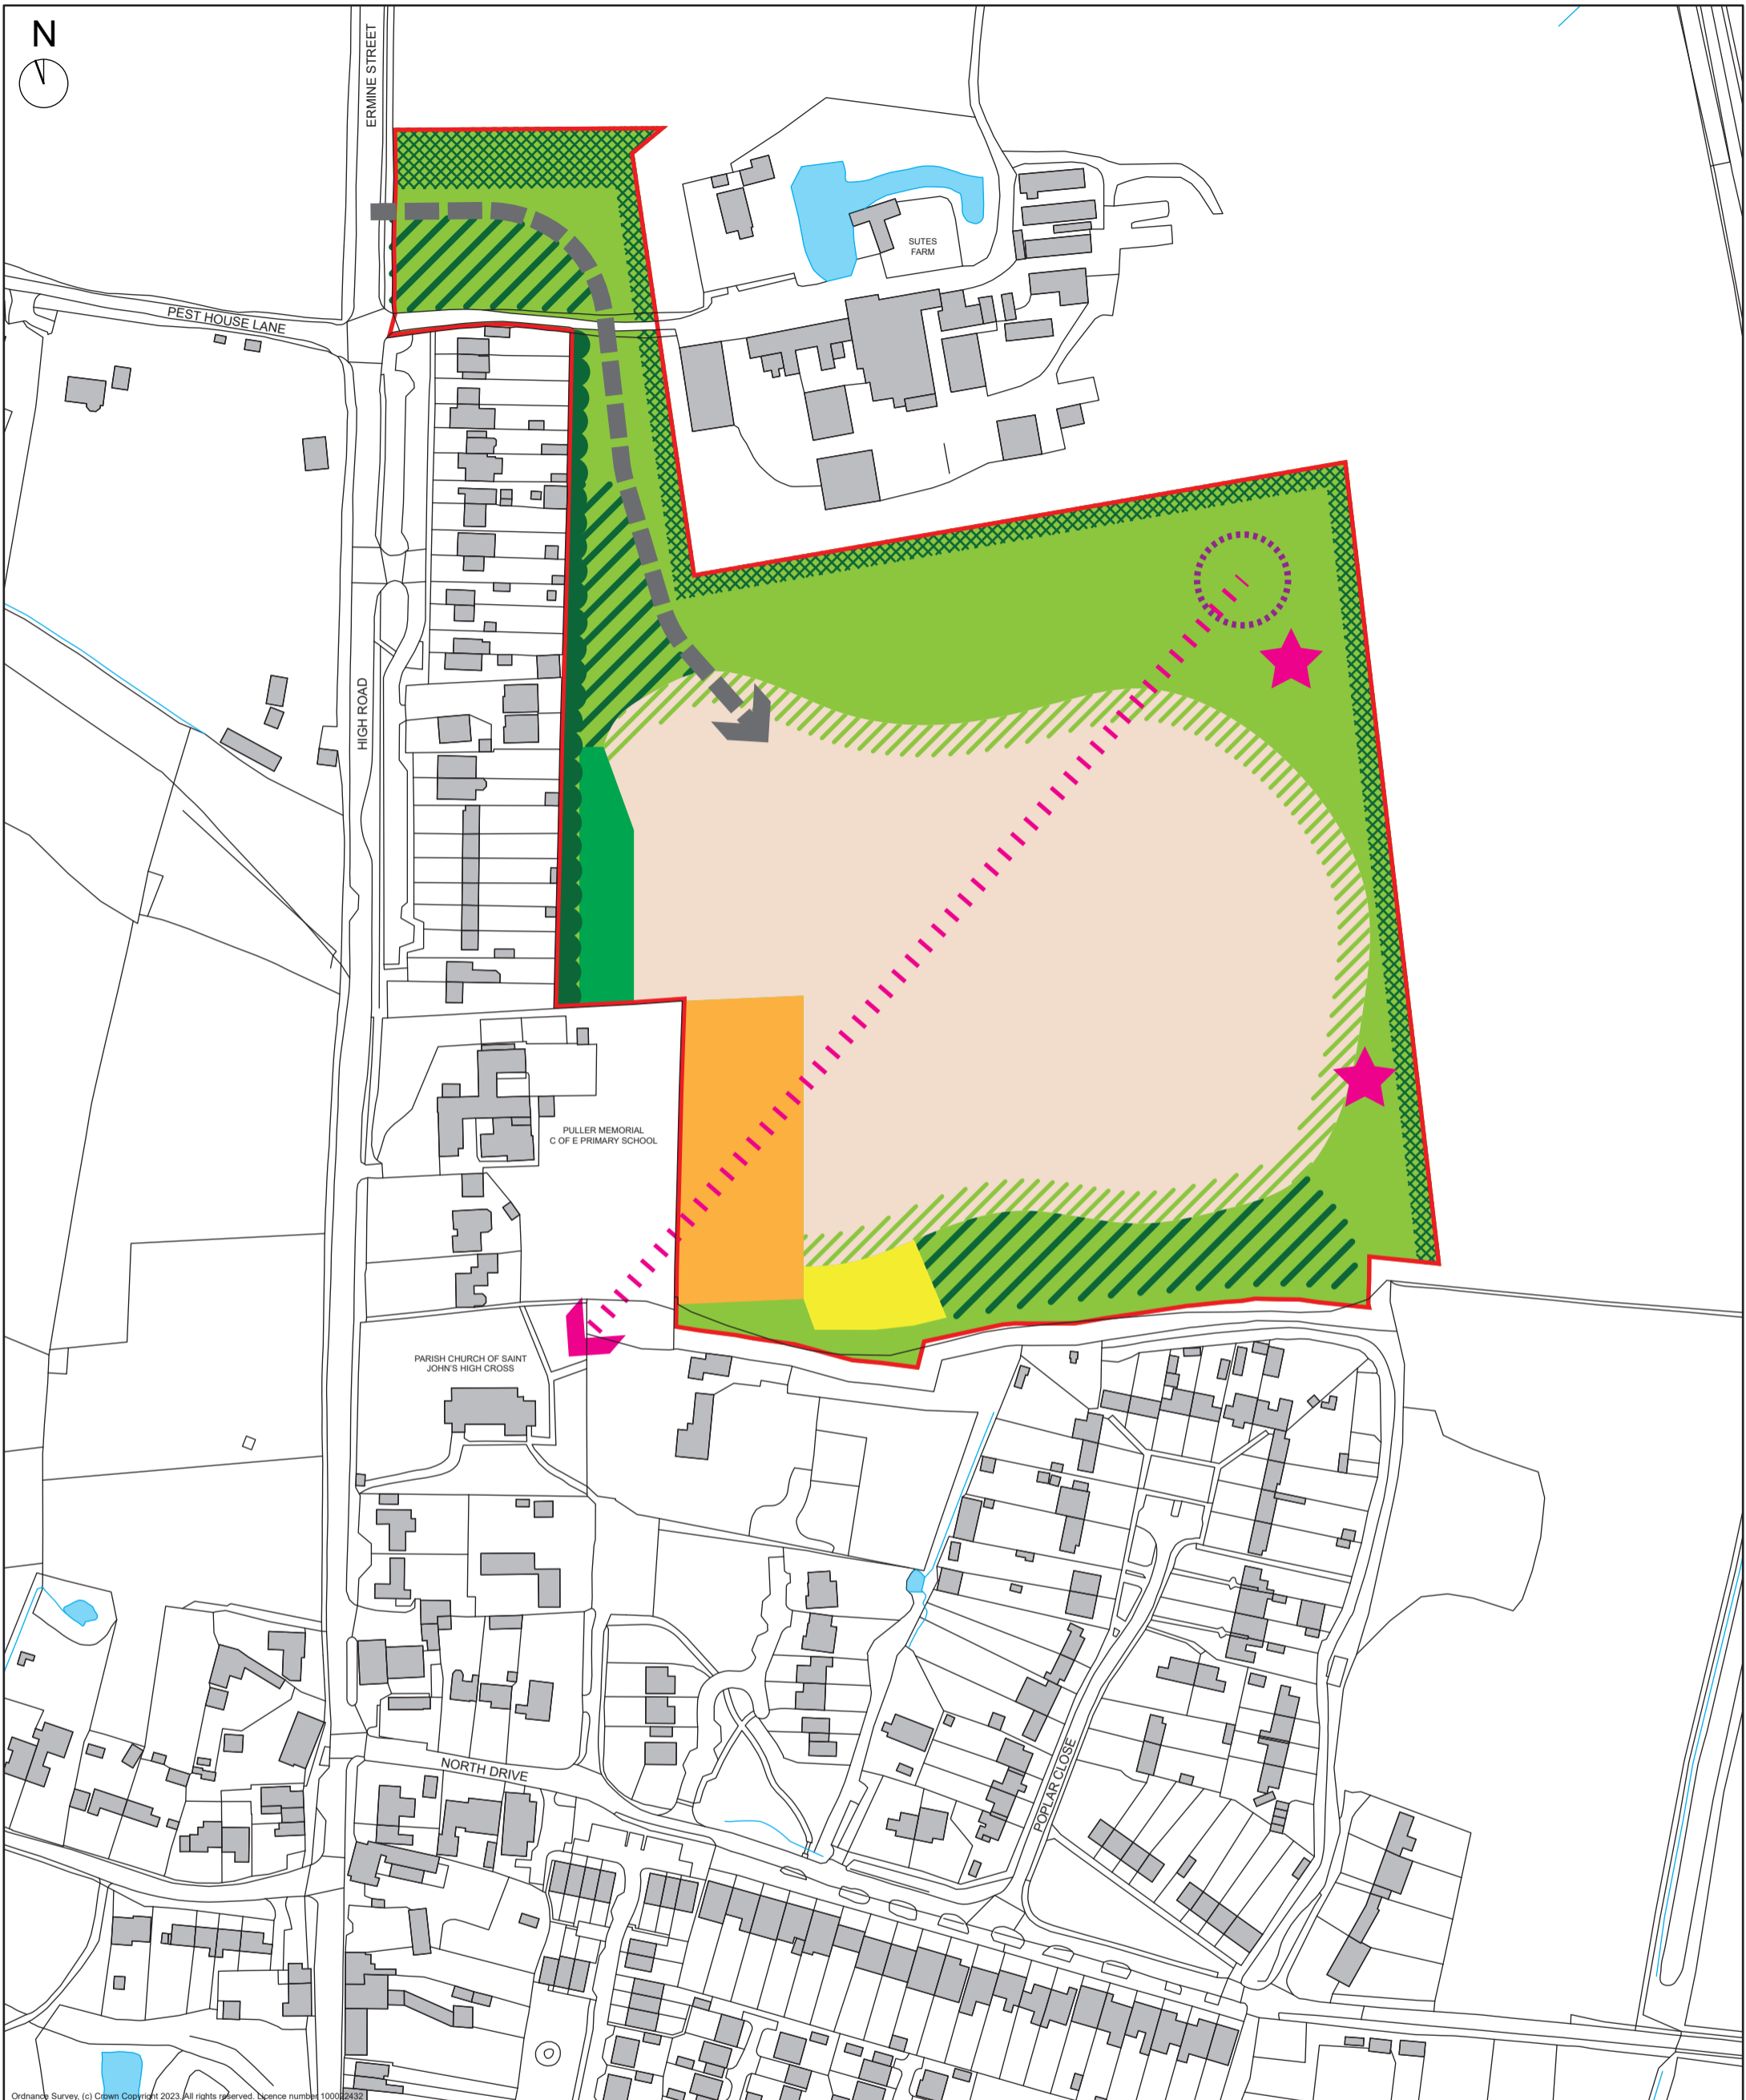 N
ERMINE STREET
SUTES
FARM
PEST HOUSE LANE
HIGH ROAD
PULLER MEMORIAL
C OF E PRIMARY SCHOOL
PARISH CHURCH OF SAINT
JOHN'S HIGH CROSS
NORTH DRIVE
POPLAR CLOSE
Ordnance Survey, (c) Crown Copyright 2023. All rights reserved. Licence number 100022432